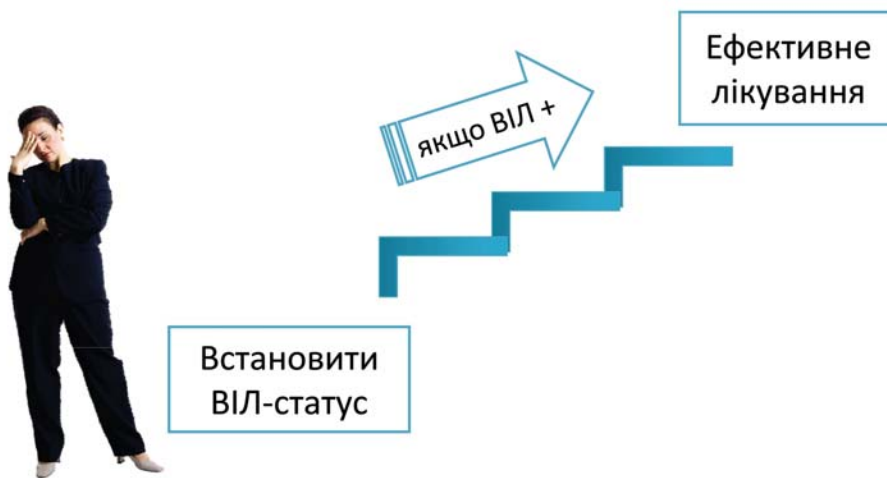 Ефективне
лікування
якщо ВІЛ +
Встановити
ВІЛ-статус